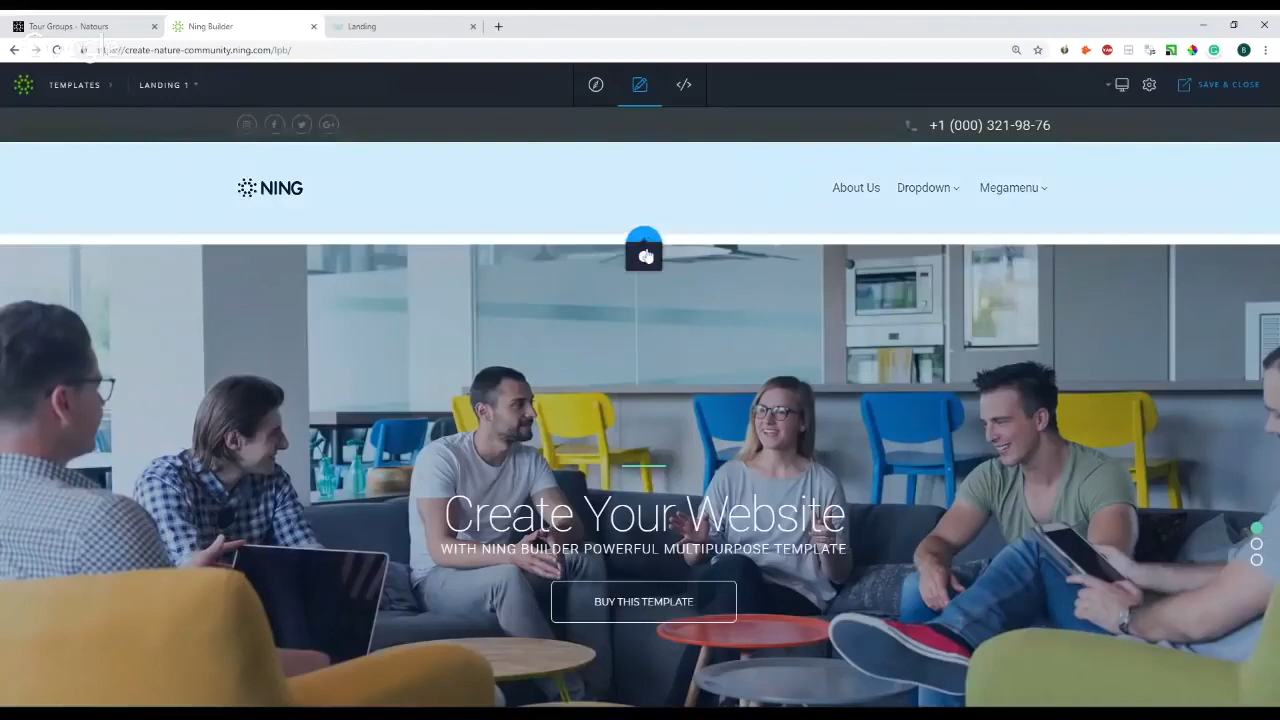 Tour Groups - Natours
Ning Builder
Landing
://create-nature-community.ning.com/lpb/
TEMPLATES
LANDING 1
SAVE & CLOSE
+1 (000) 321-98-76
NING
About Us
Dropdown
Megamenu
Create Your Website
WITH NING BUILDER POWERFUL MULTIPURPOSE TEMPLATE
BUY THIS TEMPLATE